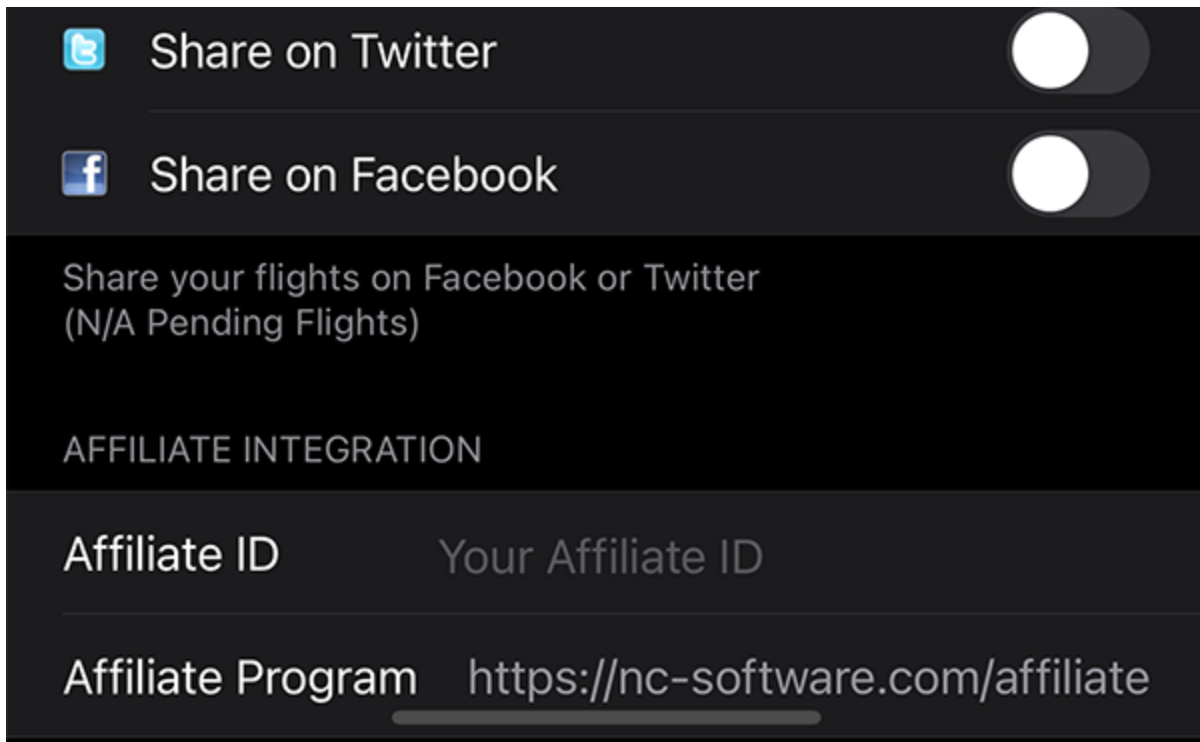 Share on Twitter
Share on Facebook
Share your flights on Facebook or Twitter
(N/A Pending Flights)
AFFILIATE INTEGRATION
Affiliate ID Your Affiliate ID
Affiliate Program https://nc-software.com/affiliate